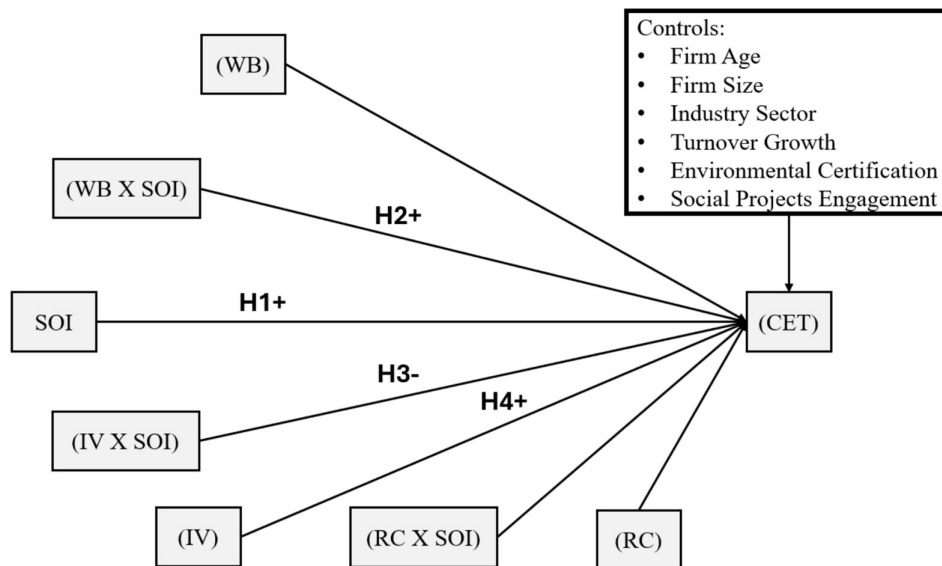 Controls:
• Firm Age
• Firm Size
• Industry Sector
• Turnover Growth
• Environmental Certification
• Social Projects Engagement
(WB)
(WB X SOI)
H2+
H1+
SOI
(CET)
H3-
H4+
(IV X SOI)
(IV)
(RC X SOI)
(RC)